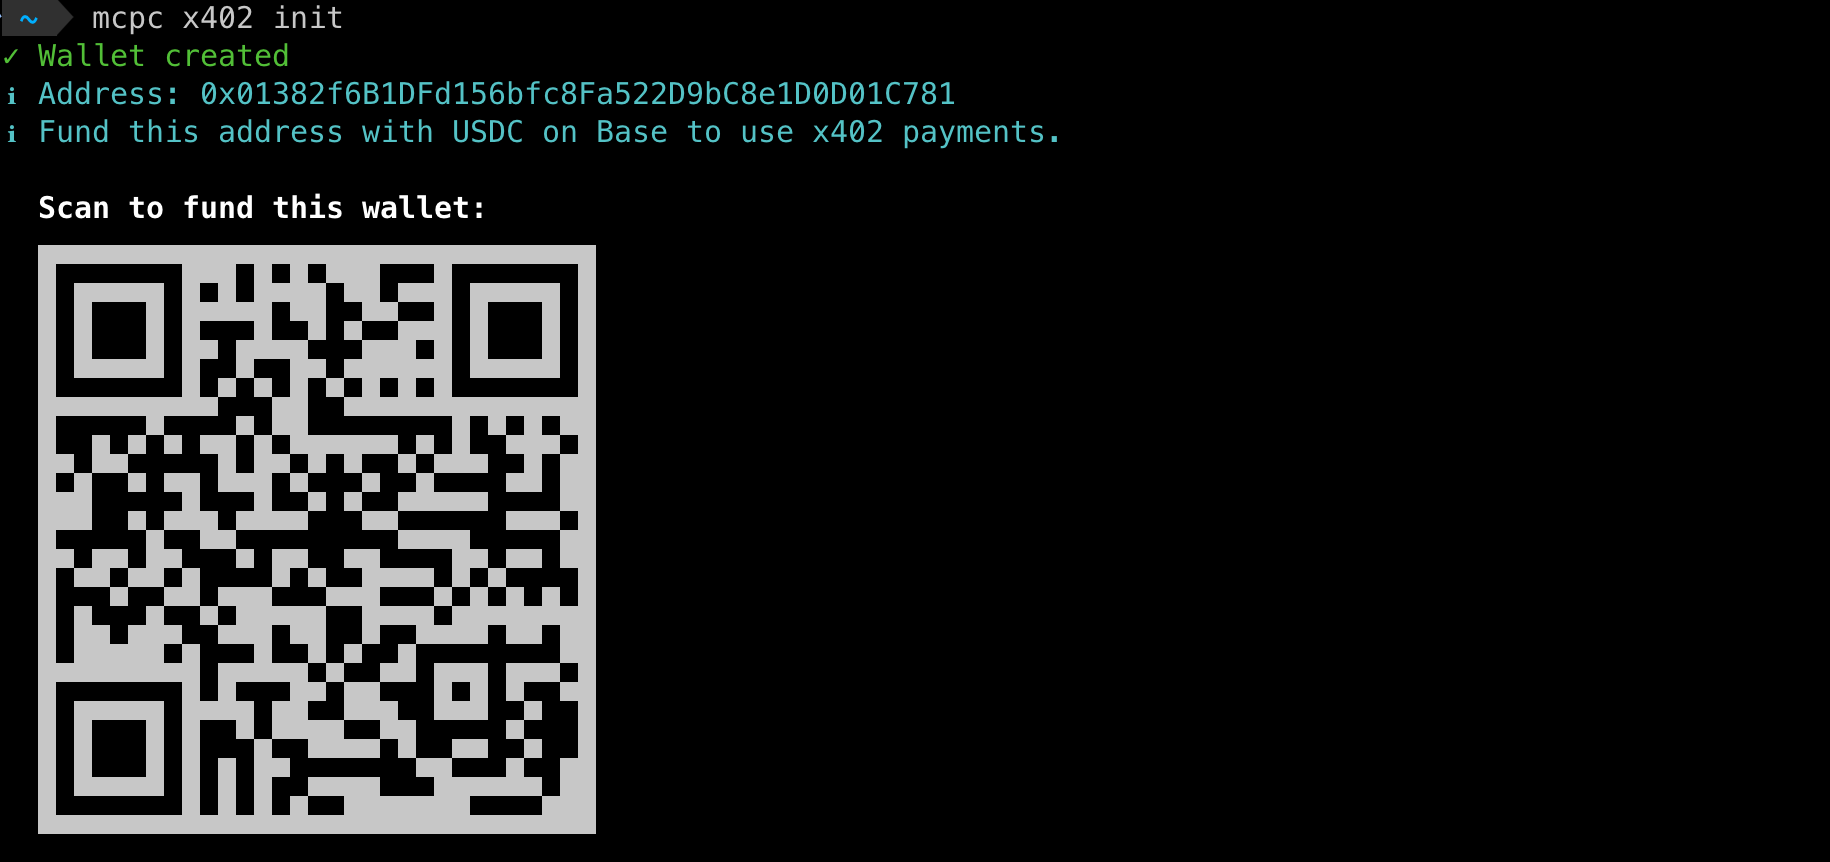 ~ mcpc x402 init
✓ Wallet created
ℹ Address: 0x01382f6B1DFd156bfc8Fa522D9bC8e1D0D01C781
ℹ Fund this address with USDC on Base to use x402 payments.
Scan to fund this wallet: